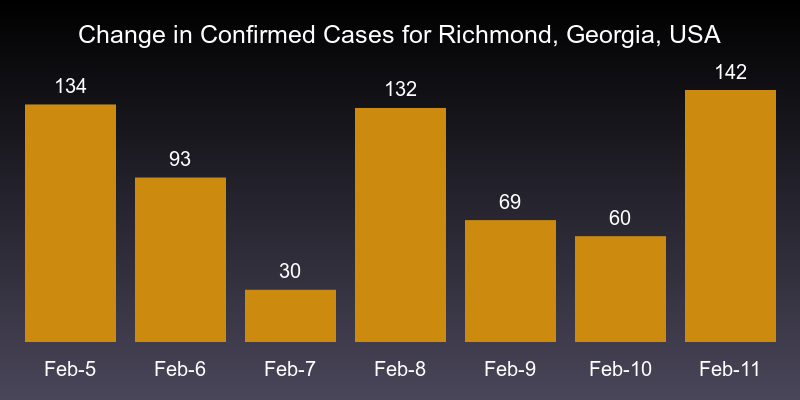 Change in Confirmed Cases for Richmond, Georgia, USA
134
93
30
132
69
60
142
Feb-5
Feb-6
Feb-7
Feb-8
Feb-9
Feb-10
Feb-11